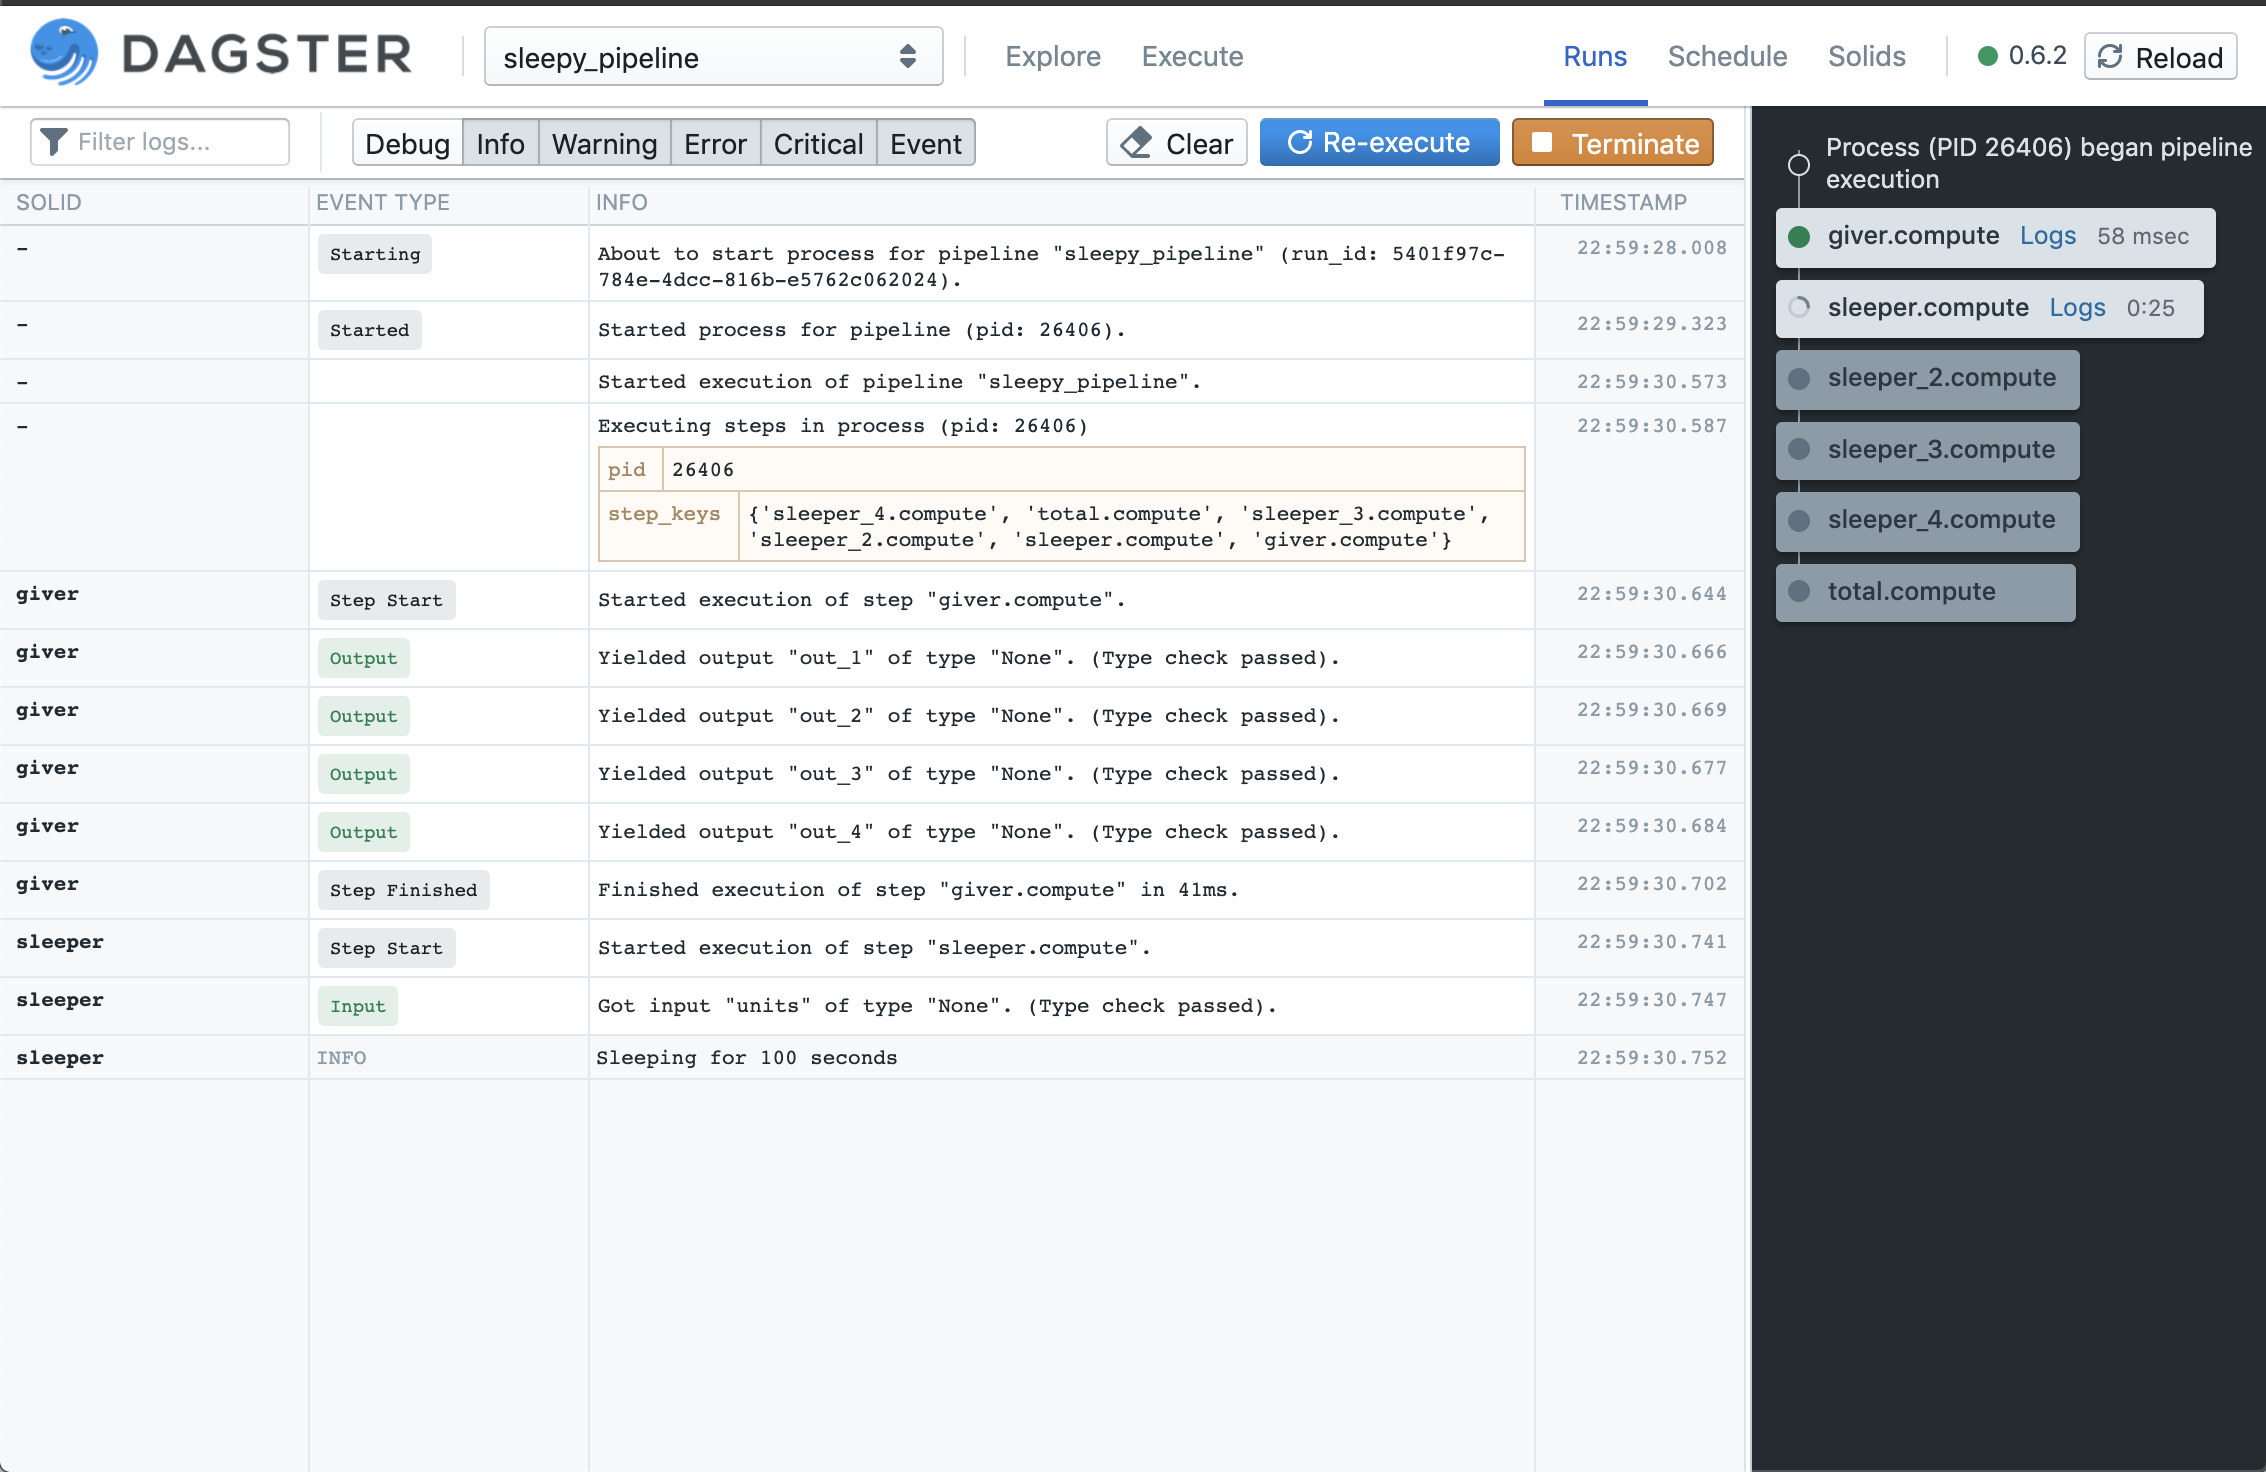 DAGSTER
sleepy_pipeline
Explore
Execute
Runs
Schedule
Solids
0.6.2
Reload
Filter logs...
Debug
Info
Warning
Error
Critical
Event
Clear
Re-execute
Terminate
SOLID
EVENT TYPE
INFO
TIMESTAMP
-
Starting
About to start process for pipeline "sleepy_pipeline" (run_id: 5401f97c-
784e-4dcc-816b-e5762c062024).
22:59:28.008
-
Started
Started process for pipeline (pid: 26406).
22:59:29.323
-
Started execution of pipeline "sleepy_pipeline".
22:59:30.573
-
Executing steps in process (pid: 26406)
22:59:30.587
pid
26406
step_keys
{'sleeper_4.compute', 'total.compute', 'sleeper_3.compute',
'sleeper_2.compute', 'sleeper.compute', 'giver.compute'}
giver
Step Start
Started execution of step "giver.compute".
22:59:30.644
giver
Output
Yielded output "out_1" of type "None". (Type check passed).
22:59:30.666
giver
Output
Yielded output "out_2" of type "None". (Type check passed).
22:59:30.669
giver
Output
Yielded output "out_3" of type "None". (Type check passed).
22:59:30.677
giver
Output
Yielded output "out_4" of type "None". (Type check passed).
22:59:30.684
giver
Step Finished
Finished execution of step "giver.compute" in 41ms.
22:59:30.702
sleeper
Step Start
Started execution of step "sleeper.compute".
22:59:30.741
sleeper
Input
Got input "units" of type "None". (Type check passed).
22:59:30.747
sleeper
INFO
Sleeping for 100 seconds
22:59:30.752
Process (PID 26406) began pipeline
execution
giver.compute Logs 58 msec
sleeper.compute Logs 0:25
sleeper_2.compute
sleeper_3.compute
sleeper_4.compute
total.compute